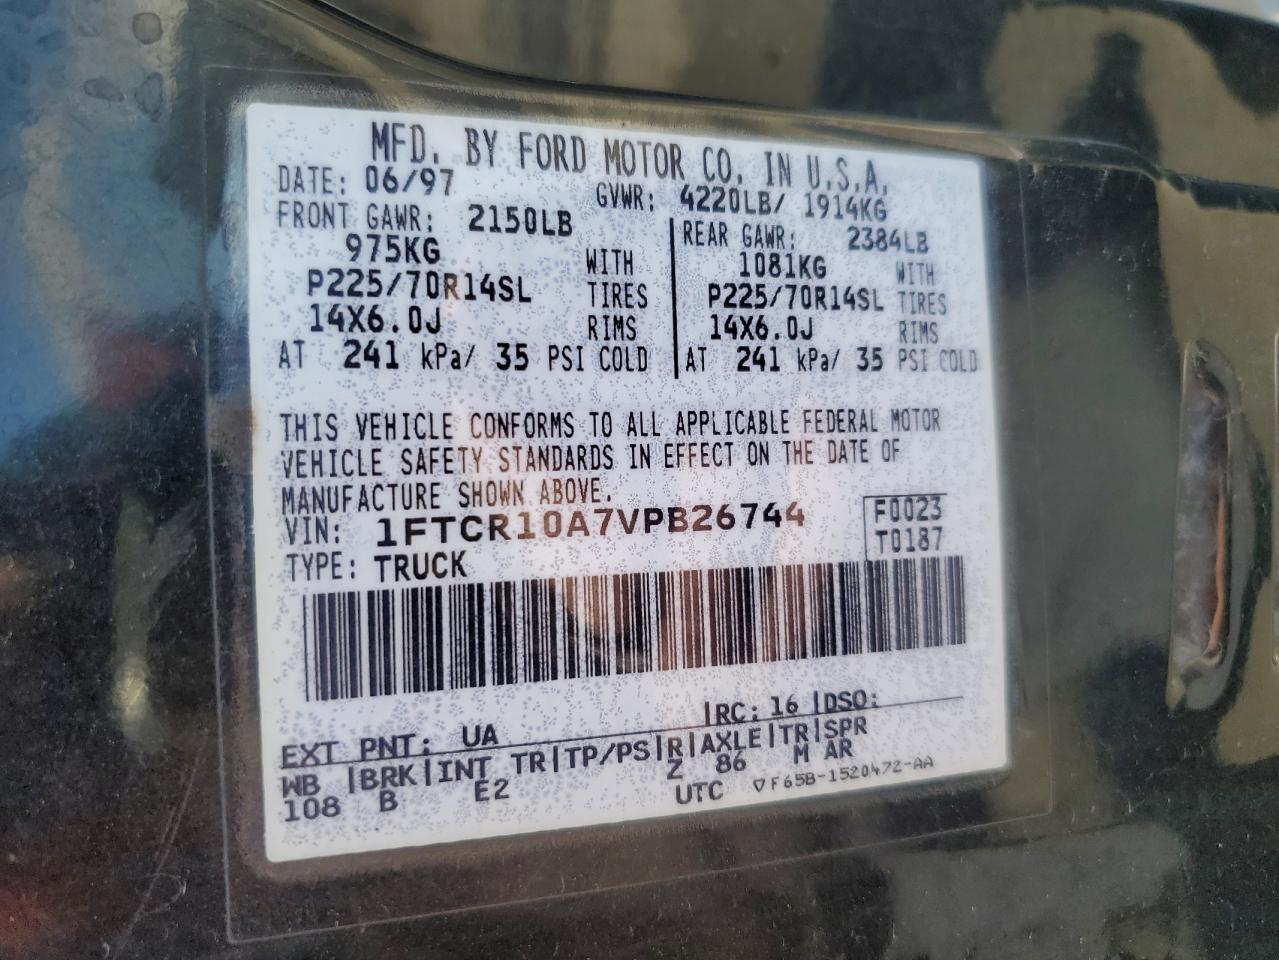 MFD. BY FORD MOTOR CO. IN U.S.A.
DATE: 06/97 GVWR: 4220LB/ 1914KG
FRONT GAWR: 2150LB REAR GAWR: 2384LB
975KG WITH 1081KG WITH
P225/70R14SL TIRES P225/70R14SL TIRES
14X6.0J RIMS 14X6.0J RIMS
AT 241 kPa/ 35 PSI COLD AT 241 kPa/ 35 PSI COLD
THIS VEHICLE CONFORMS TO ALL APPLICABLE FEDERAL MOTOR
VEHICLE SAFETY STANDARDS IN EFFECT ON THE DATE OF
MANUFACTURE SHOWN ABOVE.
VIN: 1FTCR10A7VPB26744 F0023
TYPE: TRUCK T0187
EXT PNT: UA |RC: 16 |DSO:
WB |BRK|INT TR|TP/PS|R|AXLE|TR|SPR
108 B E2 Z 86 M AR
UTC ▽F65B-1520472-AA